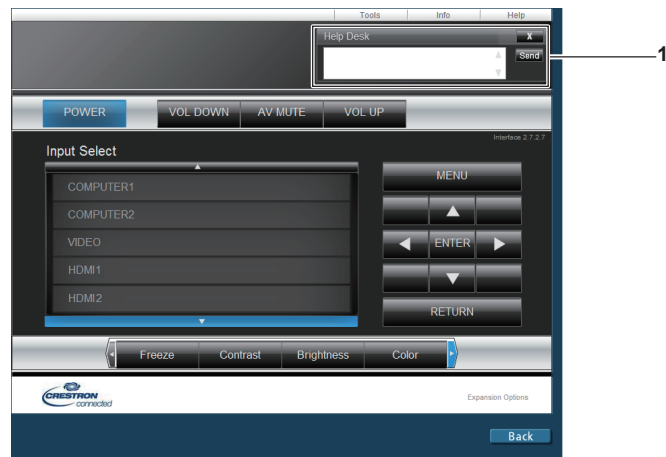 Tools Info Help
Help Desk X
Send
1
POWER VOL DOWN AV MUTE VOL UP
Interface 2.7.2.7
Input Select
COMPUTER1
COMPUTER2
VIDEO
HDMI1
HDMI2
MENU
ENTER
RETURN
Freeze Contrast Brightness Color
CRESTRON
connected
Expansion Options
Back